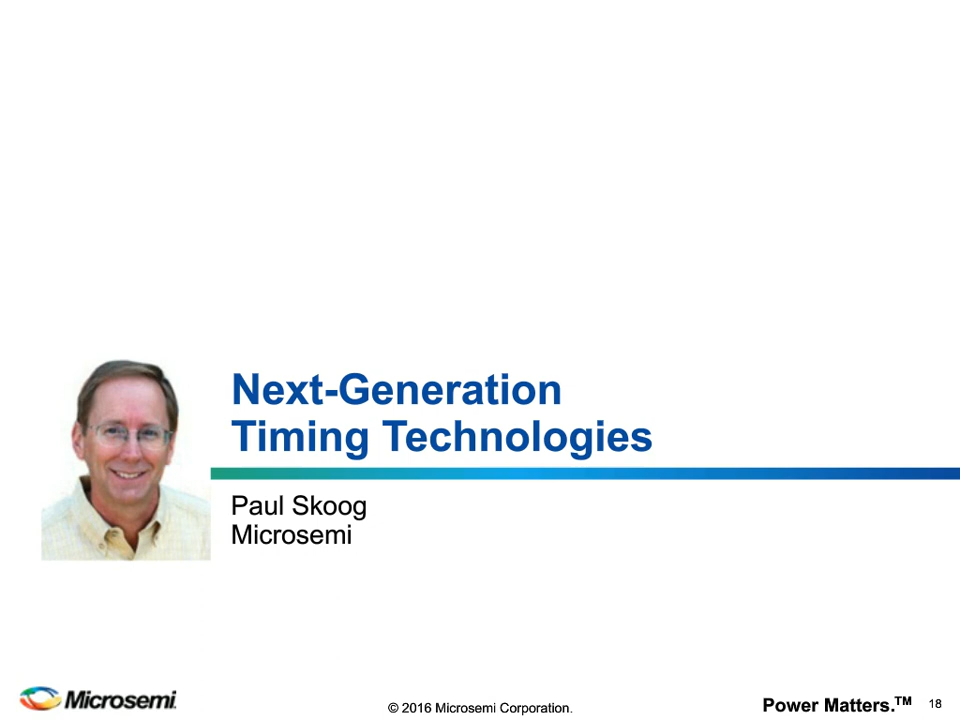 Next-Generation
Timing Technologies
Paul Skoog
Microsemi
Microsemi
© 2016 Microsemi Corporation.
Power Matters.TM
18